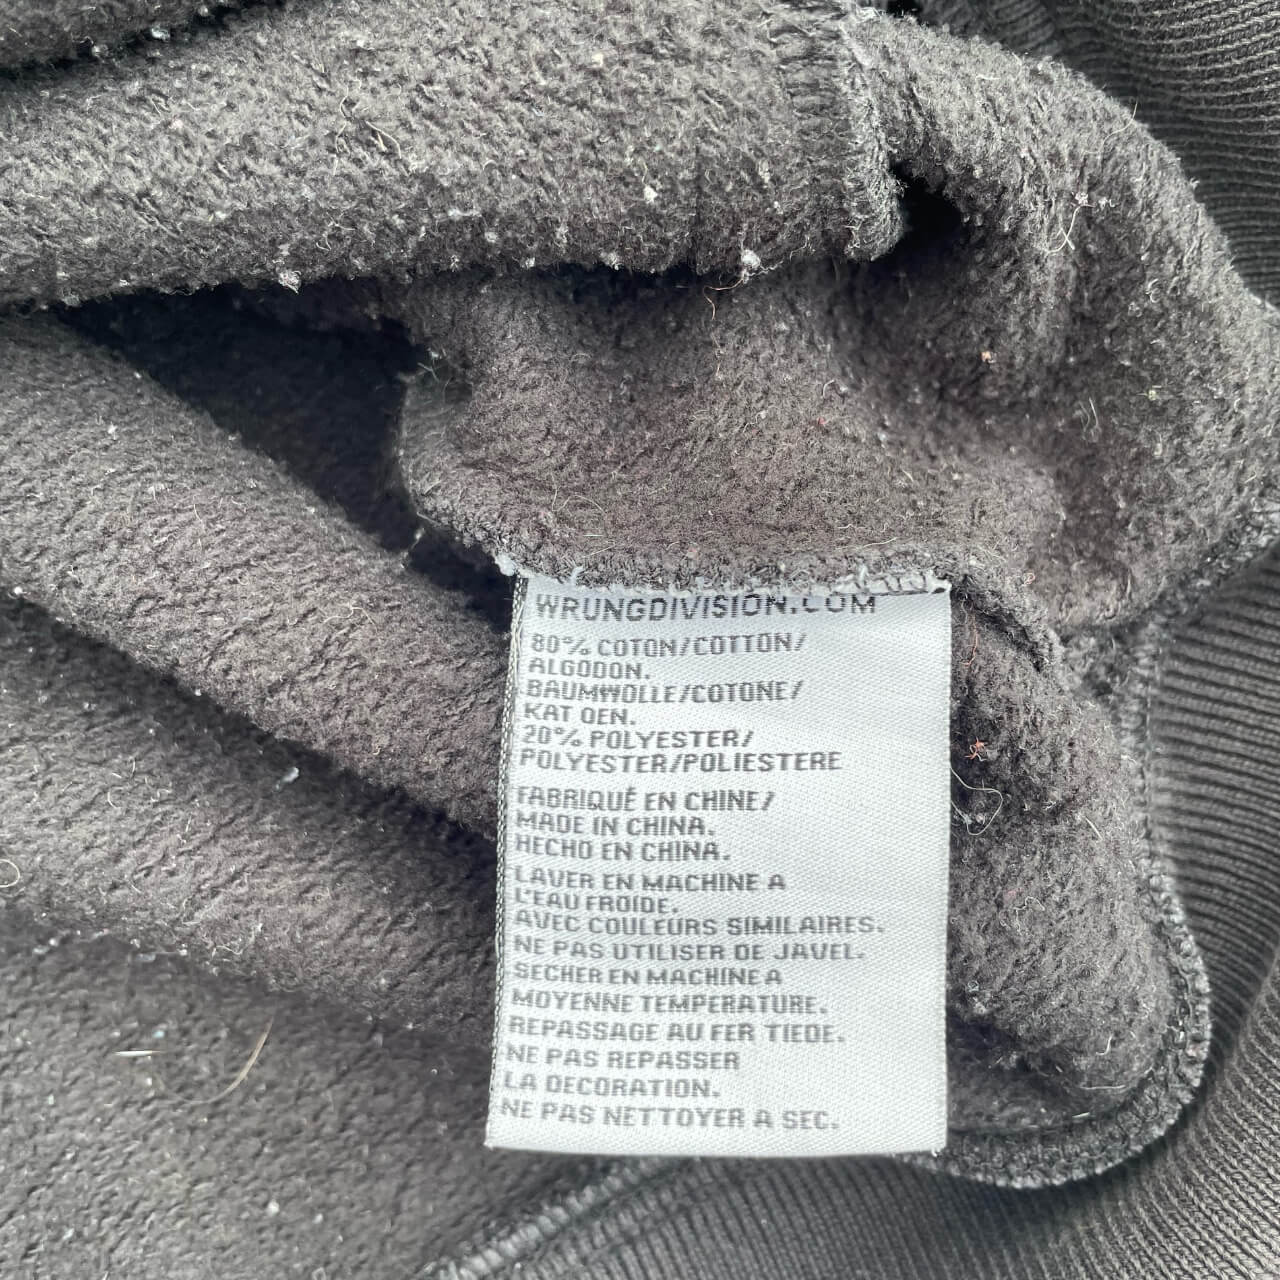 WRUNGDIVISION.COM
80% COTON/COTTON/
ALGODON.
BAUMWOLLE/COTONE/
KAT OEN.
20% POLYESTER/
POLYESTER/POLIESTERE
FABRIQUÉ EN CHINE/
MADE IN CHINA.
HECHO EN CHINA.
LAVER EN MACHINE A
L'EAU FROIDE.
AVEC COULEURS SIMILAIRES.
NE PAS UTILISER DE JAVEL.
SECHER EN MACHINE A
MOYENNE TEMPERATURE.
REPASSAGE AU FER TIEDE.
NE PAS REPASSER
LA DECORATION.
NE PAS NETTOYER A SEC.